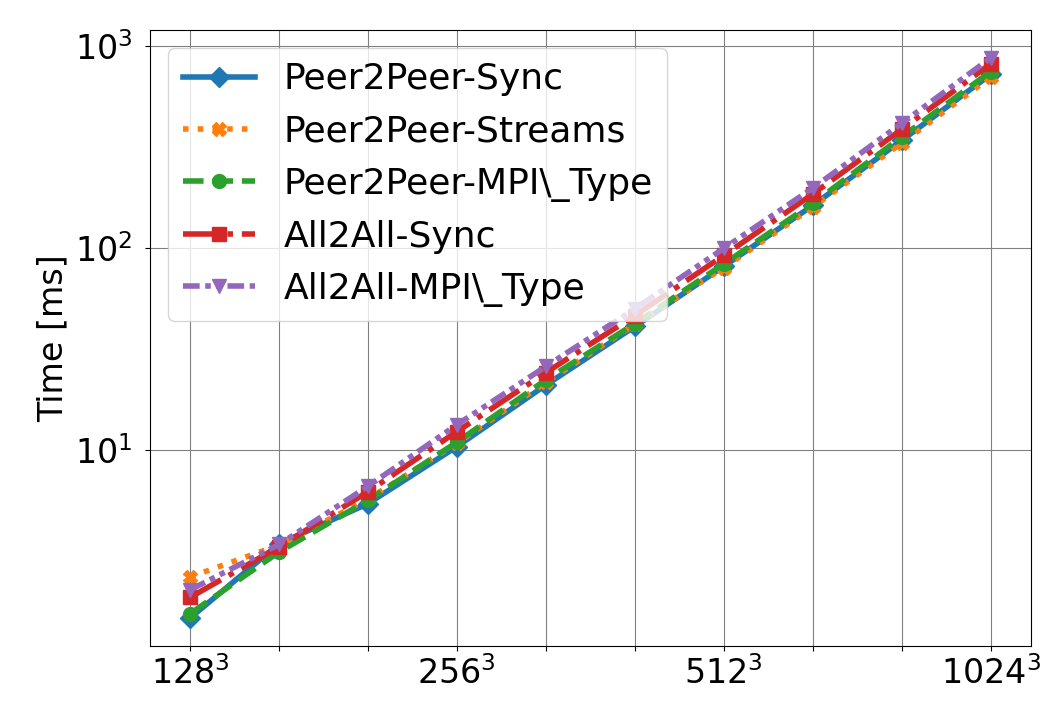 10³
Peer2Peer-Sync
Peer2Peer-Streams
Peer2Peer-MPI\_Type
All2All-Sync
All2All-MPI\_Type
10²
10¹
Time [ms]
128³ 256³ 512³ 1024³